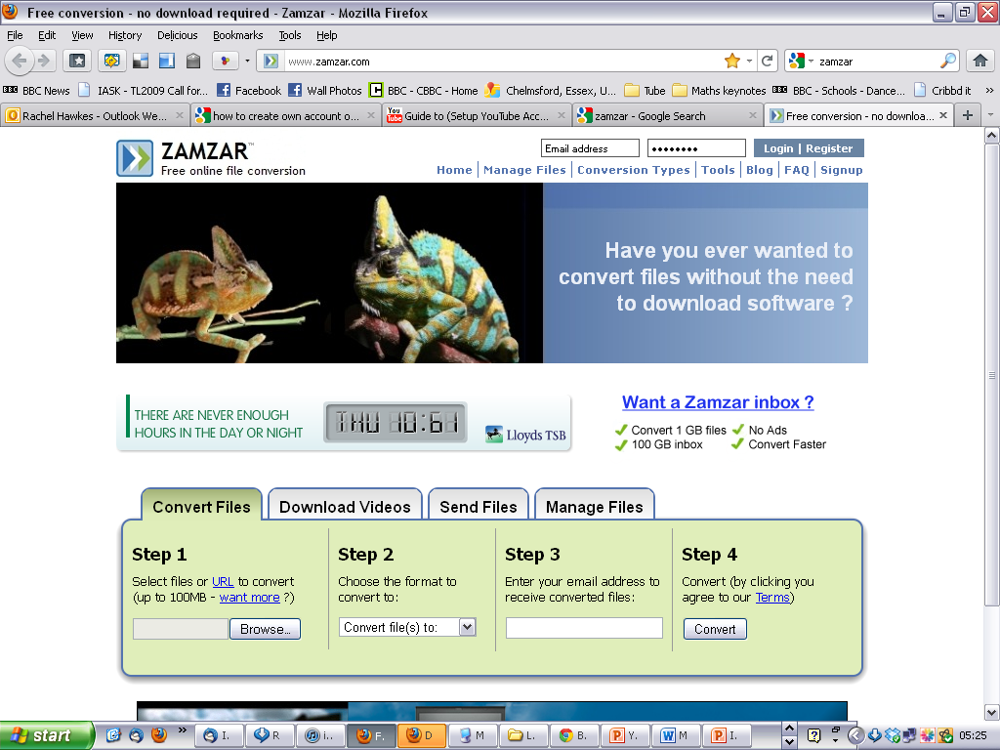 Free conversion - no download required - Zamzar - Mozilla Firefox
File Edit View History Delicious Bookmarks Tools Help
www.zamzar.com
zamzar
BBC News IASK - TL2009 Call for... Facebook Wall Photos BBC - CBBC - Home Chelmsford, Essex, U... Tube Maths keynotes BBC - Schools - Dance... Cribbd it »
Rachel Hawkes - Outlook We... how to create own account o... Guide to (Setup YouTube Acc... zamzar - Google Search Free conversion - no downloa...
ZAMZAR™
Free online file conversion
Email address •••••••• Login | Register
Home Manage Files Conversion Types Tools Blog FAQ Signup
Have you ever wanted to
convert files without the need
to download software ?
THERE ARE NEVER ENOUGH
HOURS IN THE DAY OR NIGHT
THU 10:61
Lloyds TSB
Want a Zamzar inbox ?
Convert 1 GB files No Ads
100 GB inbox Convert Faster
Convert Files Download Videos Send Files Manage Files
Step 1
Select files or URL to convert
(up to 100MB - want more ?)
Browse...
Step 2
Choose the format to
convert to:
Convert file(s) to:
Step 3
Enter your email address to
receive converted files:
Step 4
Convert (by clicking you
agree to our Terms)
Convert
start » I. R i.. F. D M L. B. Y. M I. 05:25